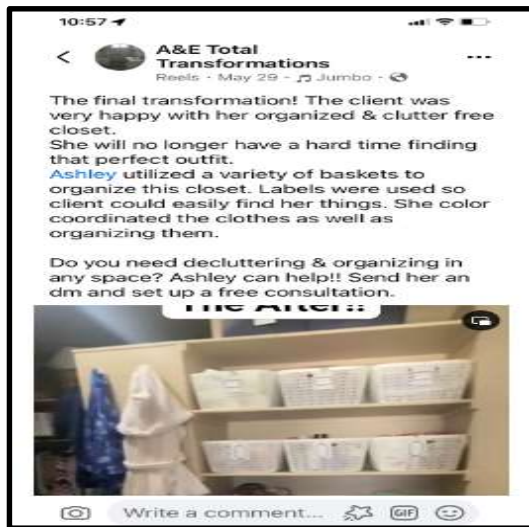 10:57
A&E Total
Transformations
Reels · May 29 · Jumbo ·
The final transformation! The client was
very happy with her organized & clutter free
closet.
She will no longer have a hard time finding
that perfect outfit.
Ashley utilized a variety of baskets to
organize this closet. Labels were used so
client could easily find her things. She color
coordinated the clothes as well as
organizing them.
Do you need decluttering & organizing in
any space? Ashley can help!! Send her an
dm and set up a free consultation.
The After!!
Write a comment...
GIF